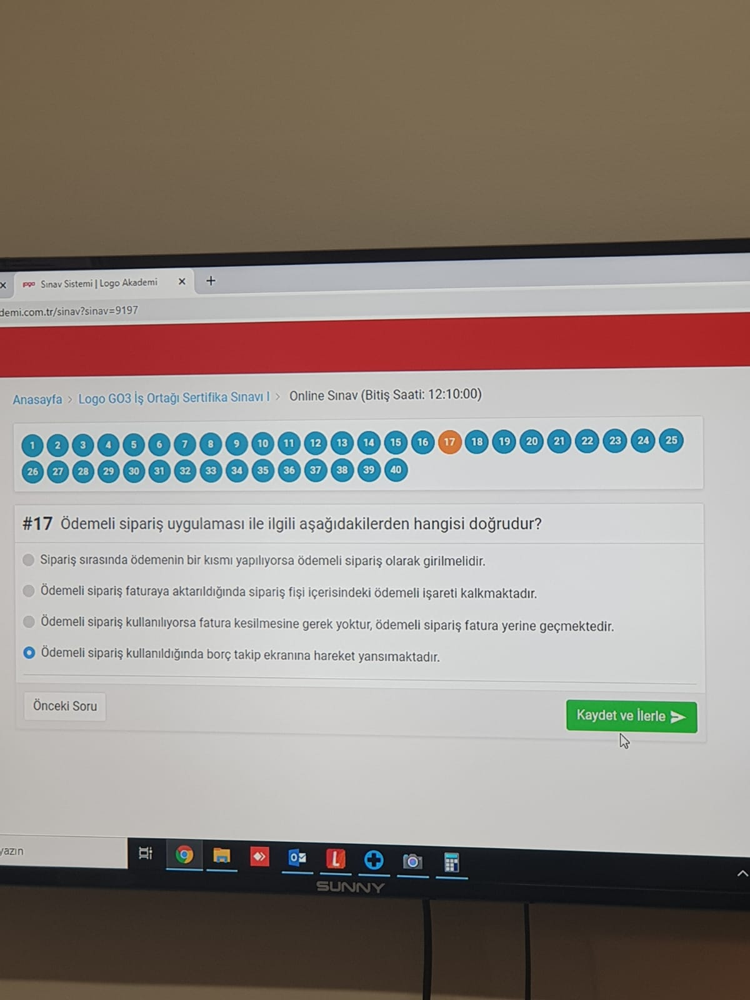 Sınav Sistemi | Logo Akademi
demi.com.tr/sinav?sinav=9197
Anasayfa > Logo GO3 İş Ortağı Sertifika Sınavı I > Online Sınav (Bitiş Saati: 12:10:00)
1 2 3 4 5 6 7 8 9 10 11 12 13 14 15 16 17 18 19 20 21 22 23 24 25
26 27 28 29 30 31 32 33 34 35 36 37 38 39 40
#17 Ödemeli sipariş uygulaması ile ilgili aşağıdakilerden hangisi doğrudur?
Sipariş sırasında ödemenin bir kısmı yapılıyorsa ödemeli sipariş olarak girilmelidir.
Ödemeli sipariş faturaya aktarıldığında sipariş fişi içerisindeki ödemeli işareti kalkmaktadır.
Ödemeli sipariş kullanılıyorsa fatura kesilmesine gerek yoktur, ödemeli sipariş fatura yerine geçmektedir.
Ödemeli sipariş kullanıldığında borç takip ekranına hareket yansımaktadır.
Önceki Soru
Kaydet ve İlerle
yazın
SUNNY